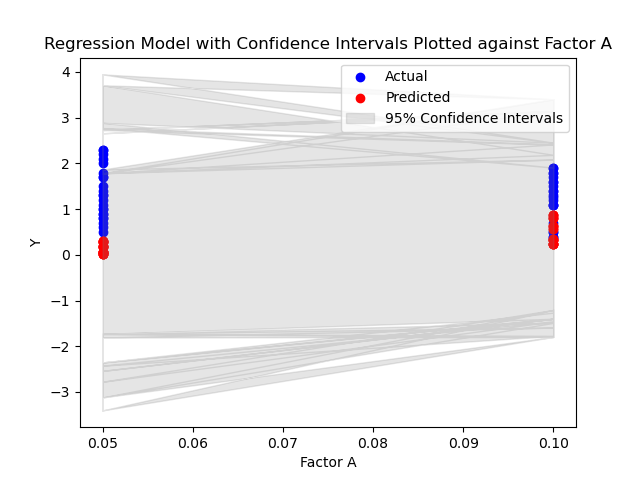 Regression Model with Confidence Intervals Plotted against Factor A
Actual
Predicted
95% Confidence Intervals
4
3
2
1
0
−1
−2
−3
Y
0.05 0.06 0.07 0.08 0.09 0.10
Factor A